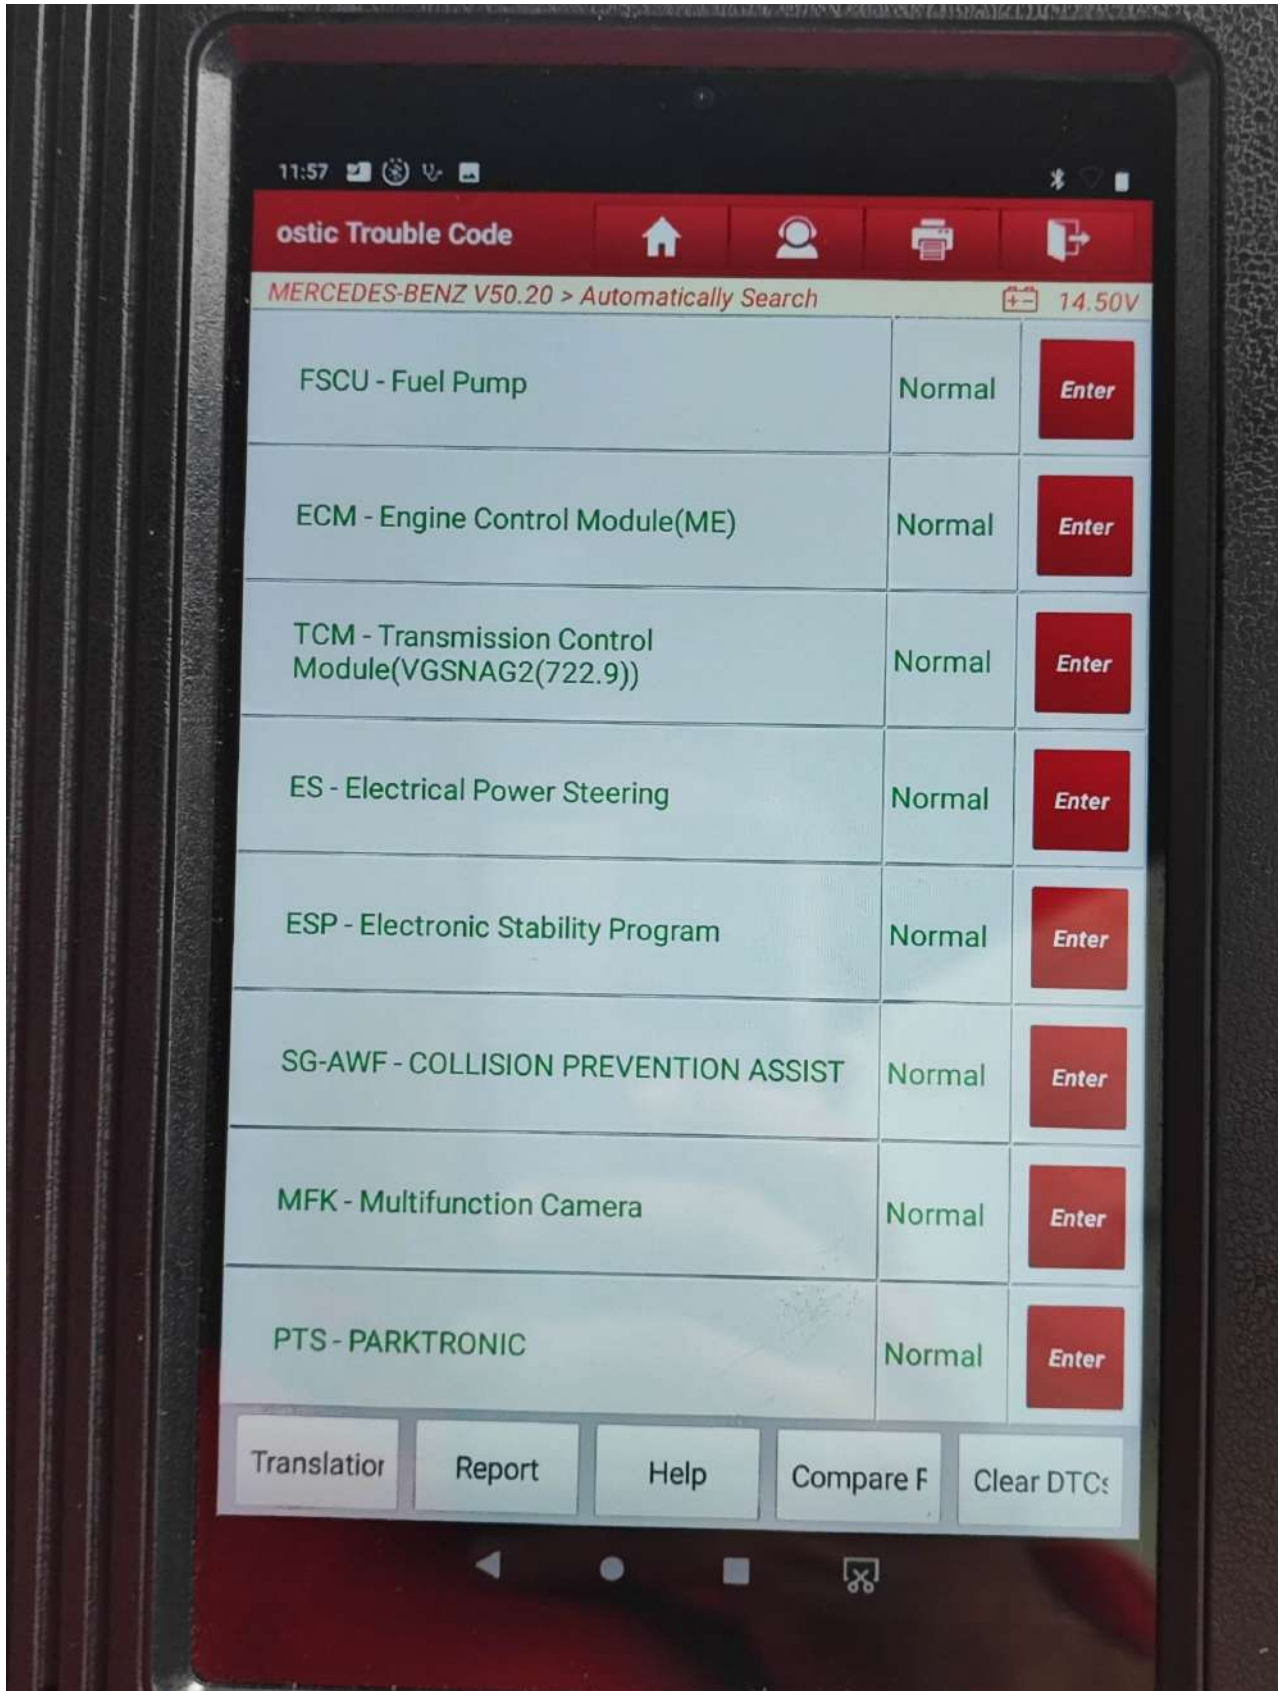 11:57
ostic Trouble Code
MERCEDES-BENZ V50.20 > Automatically Search 14.50V
FSCU - Fuel Pump Normal Enter
ECM - Engine Control Module(ME) Normal Enter
TCM - Transmission Control
Module(VGSNAG2(722.9)) Normal Enter
ES - Electrical Power Steering Normal Enter
ESP - Electronic Stability Program Normal Enter
SG-AWF - COLLISION PREVENTION ASSIST Normal Enter
MFK - Multifunction Camera Normal Enter
PTS - PARKTRONIC Normal Enter
Translation Report Help Compare F Clear DTCs